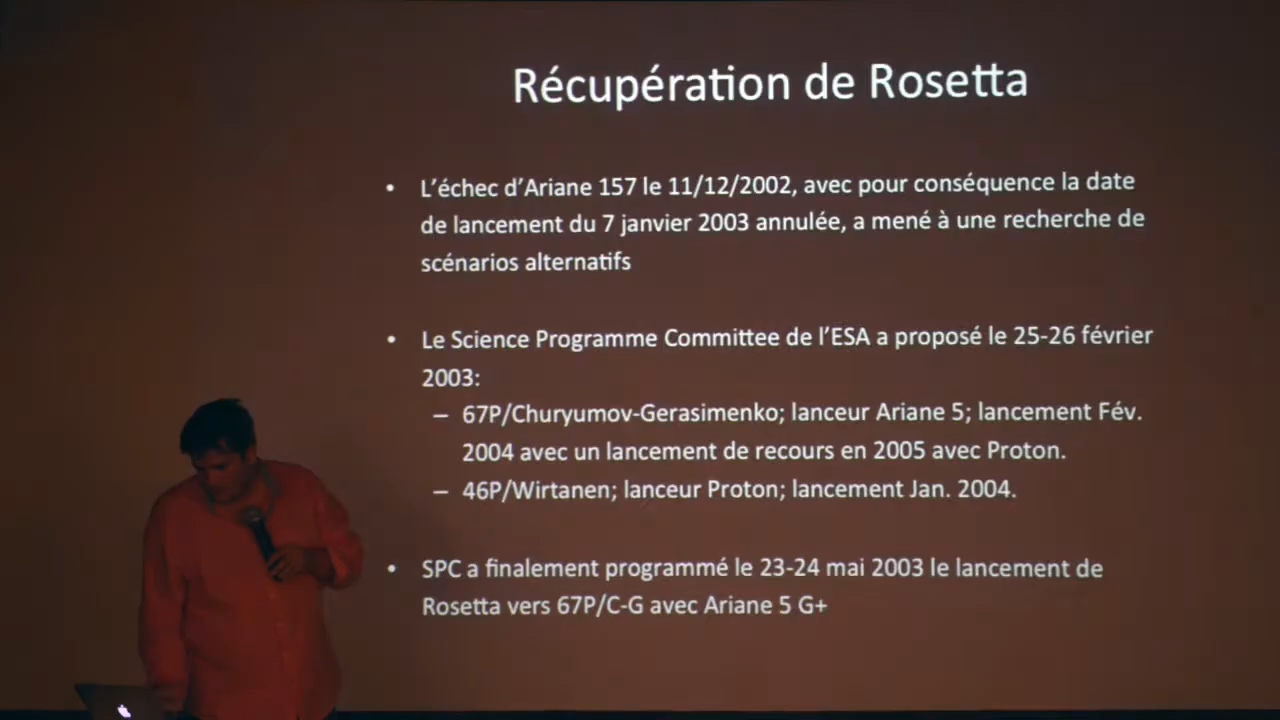 Récupération de Rosetta
• L’échec d’Ariane 157 le 11/12/2002, avec pour conséquence la date
de lancement du 7 janvier 2003 annulée, a mené à une recherche de
scénarios alternatifs
• Le Science Programme Committee de l’ESA a proposé le 25-26 février
2003:
– 67P/Churyumov-Gerasimenko; lanceur Ariane 5; lancement Fév.
2004 avec un lancement de recours en 2005 avec Proton.
– 46P/Wirtanen; lanceur Proton; lancement Jan. 2004.
• SPC a finalement programmé le 23-24 mai 2003 le lancement de
Rosetta vers 67P/C-G avec Ariane 5 G+